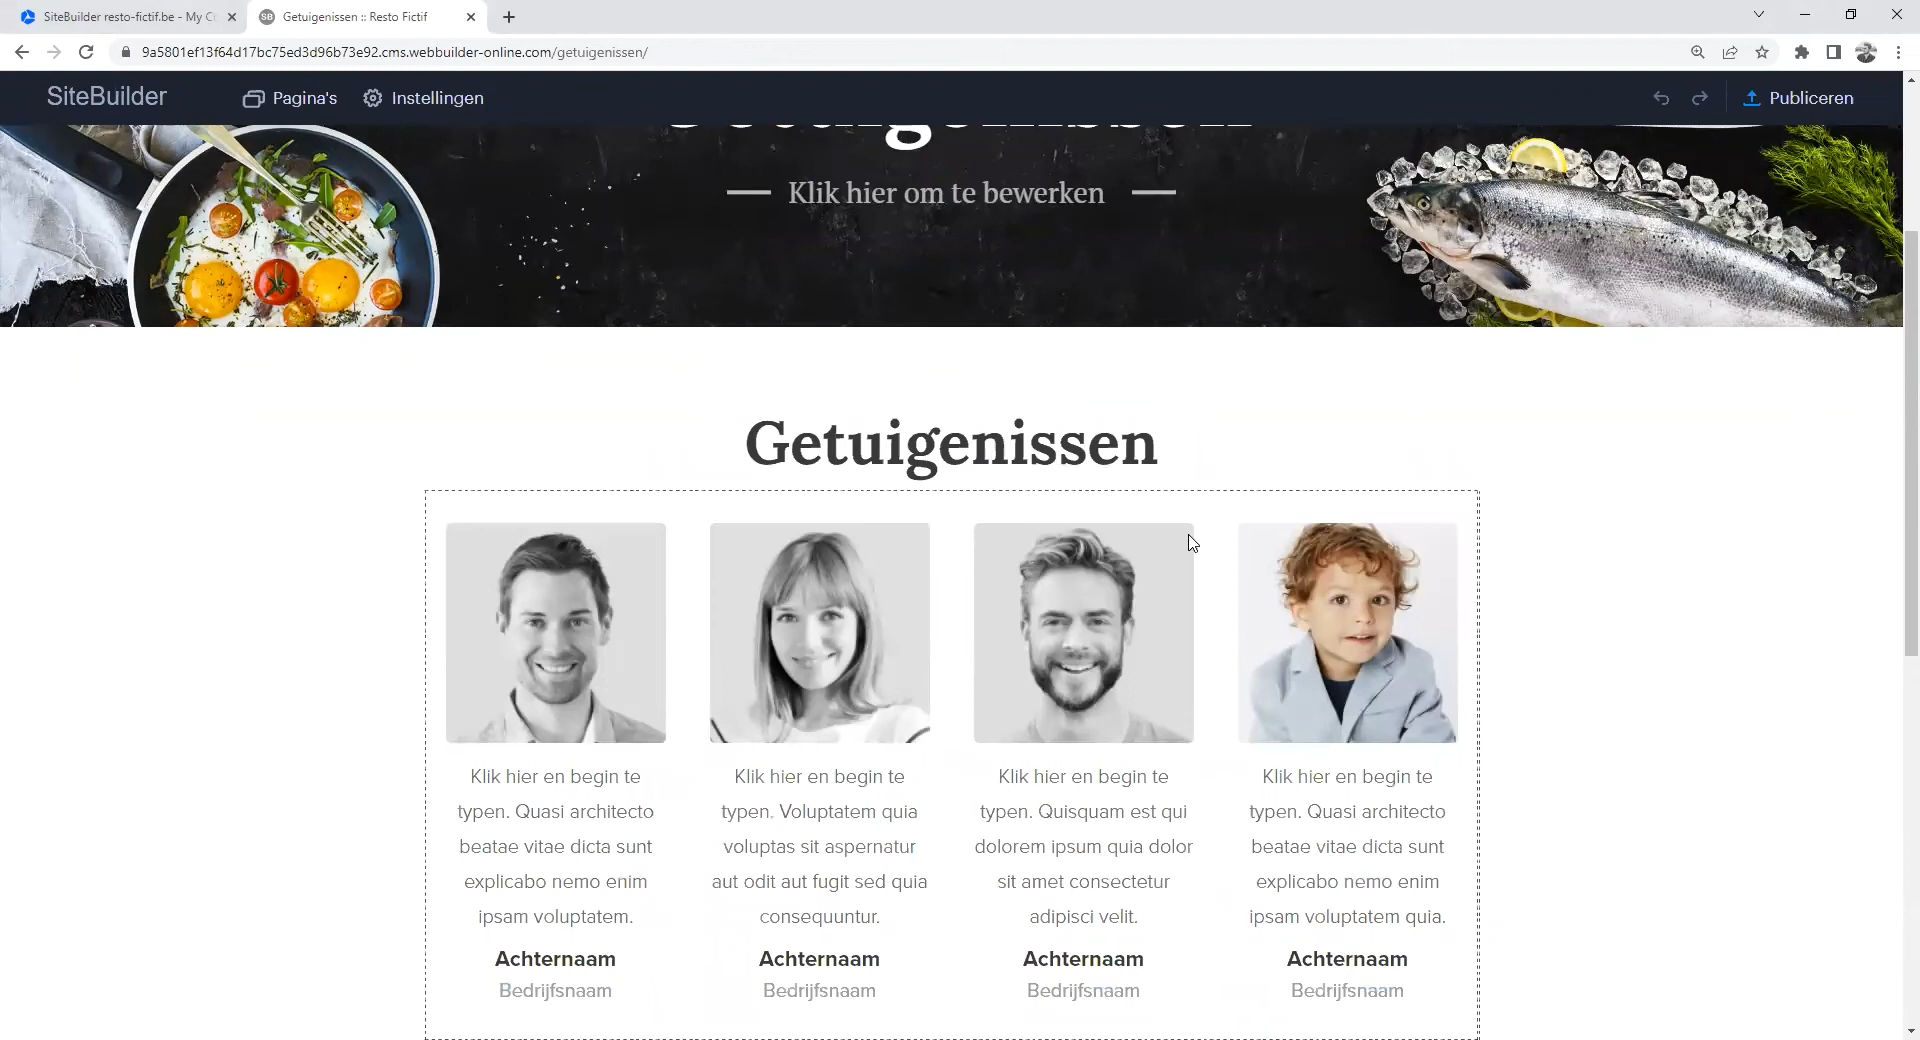 SiteBuilder resto-fictif.be - My C
Getuigenissen :: Resto Fictif
9a5801ef13f64d17bc75ed3d96b73e92.cms.webbuilder-online.com/getuigenissen/
SiteBuilder
Pagina's
Instellingen
Publiceren
Getuigenissen
Klik hier om te bewerken
Getuigenissen
Klik hier en begin te
typen. Quasi architecto
beatae vitae dicta sunt
explicabo nemo enim
ipsam voluptatem.
Achternaam
Bedrijfsnaam
Klik hier en begin te
typen. Voluptatem quia
voluptas sit aspernatur
aut odit aut fugit sed quia
consequuntur.
Achternaam
Bedrijfsnaam
Klik hier en begin te
typen. Quisquam est qui
dolorem ipsum quia dolor
sit amet consectetur
adipisci velit.
Achternaam
Bedrijfsnaam
Klik hier en begin te
typen. Quasi architecto
beatae vitae dicta sunt
explicabo nemo enim
ipsam voluptatem quia.
Achternaam
Bedrijfsnaam